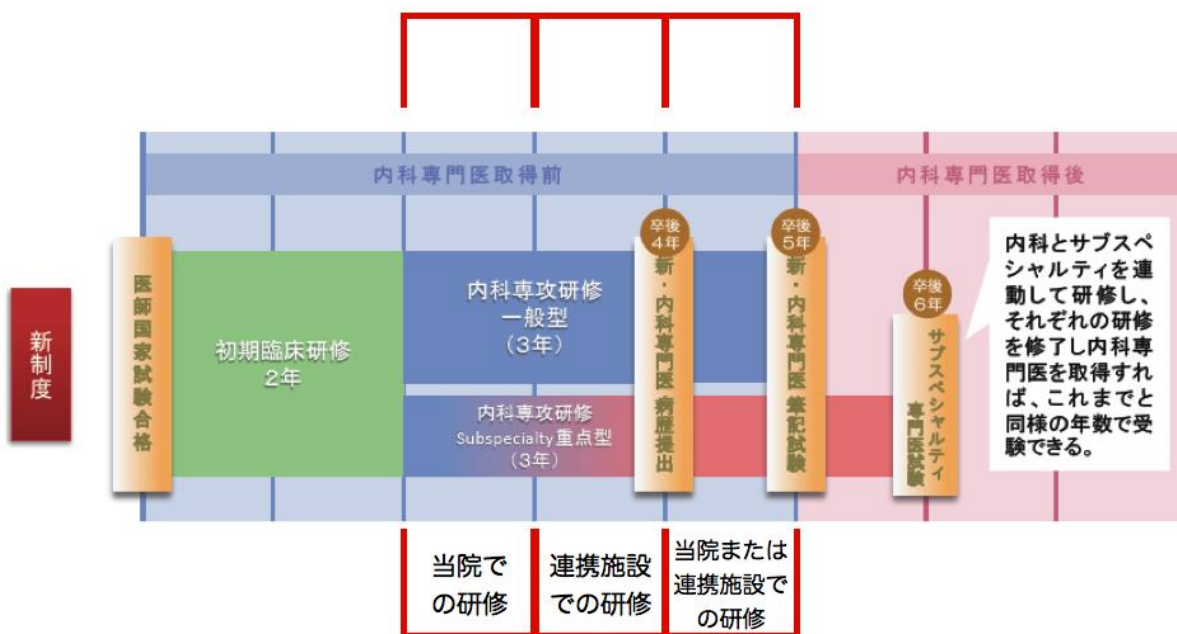 内科専門医取得前
内科専門医取得後
新制度
医師国家試験合格
初期臨床研修
2年
内科専攻研修
一般型
(3年)
内科専攻研修
Subspecialty重点型
(3年)
卒後
4年
新・内科専門医 病歴提出
卒後
5年
新・内科専門医 筆記試験
卒後
6年
サブスペシャルティ
専門医試験
内科とサブスペ
シャルティを連
動して研修し、
それぞれの研修
を修了し内科専
門医を取得すれ
ば、これまでと
同様の年数で受
験できる。
当院で
の研修
連携施設
での研修
当院または
連携施設で
の研修